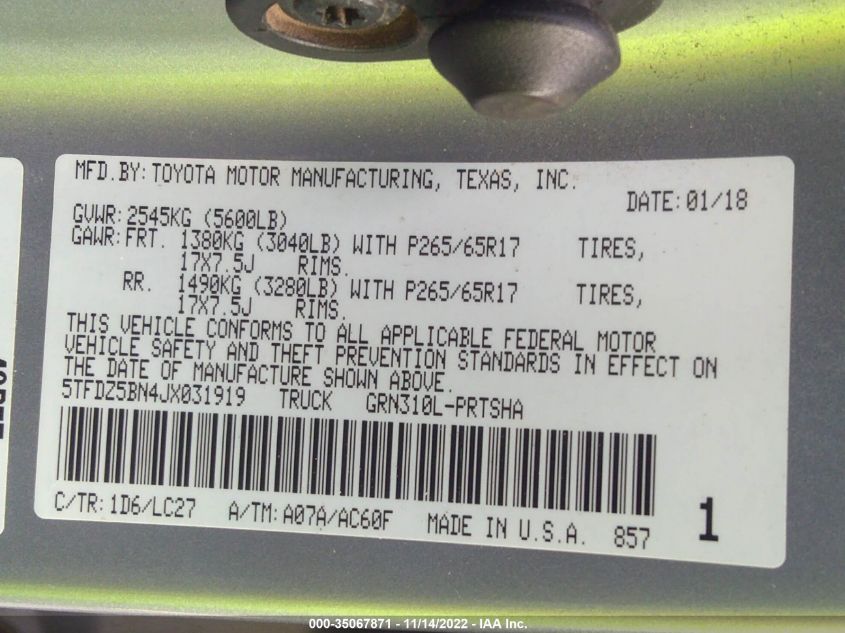 MFD.BY:TOYOTA MOTOR MANUFACTURING, TEXAS, INC.
DATE:01/18
GVWR:2545KG (5600LB)
GAWR:FRT. 1380KG (3040LB) WITH P265/65R17 TIRES,
17X7.5J RIMS.
RR. 1490KG (3280LB) WITH P265/65R17 TIRES,
17X7.5J RIMS.
THIS VEHICLE CONFORMS TO ALL APPLICABLE FEDERAL MOTOR
VEHICLE SAFETY AND THEFT PREVENTION STANDARDS IN EFFECT ON
THE DATE OF MANUFACTURE SHOWN ABOVE.
5TFDZ5BN4JX031919 TRUCK GRN310L-PRTSHA
C/TR:1D6/LC27 A/TM:A07A/AC60F MADE IN U.S.A. 857 1
000-35067871 - 11/14/2022 - IAA Inc.